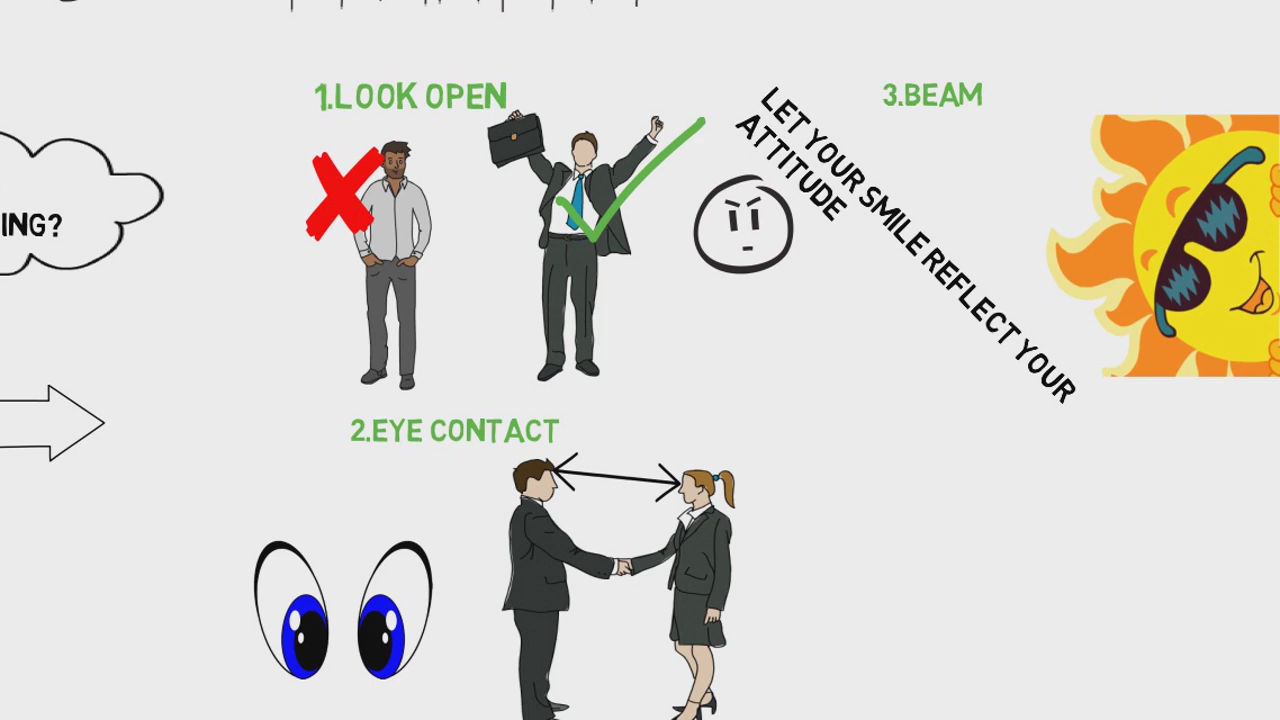 1.LOOK OPEN
3.BEAM
LET YOUR SMILE REFLECT YOUR
ATTITUDE
ING?
2.EYE CONTACT